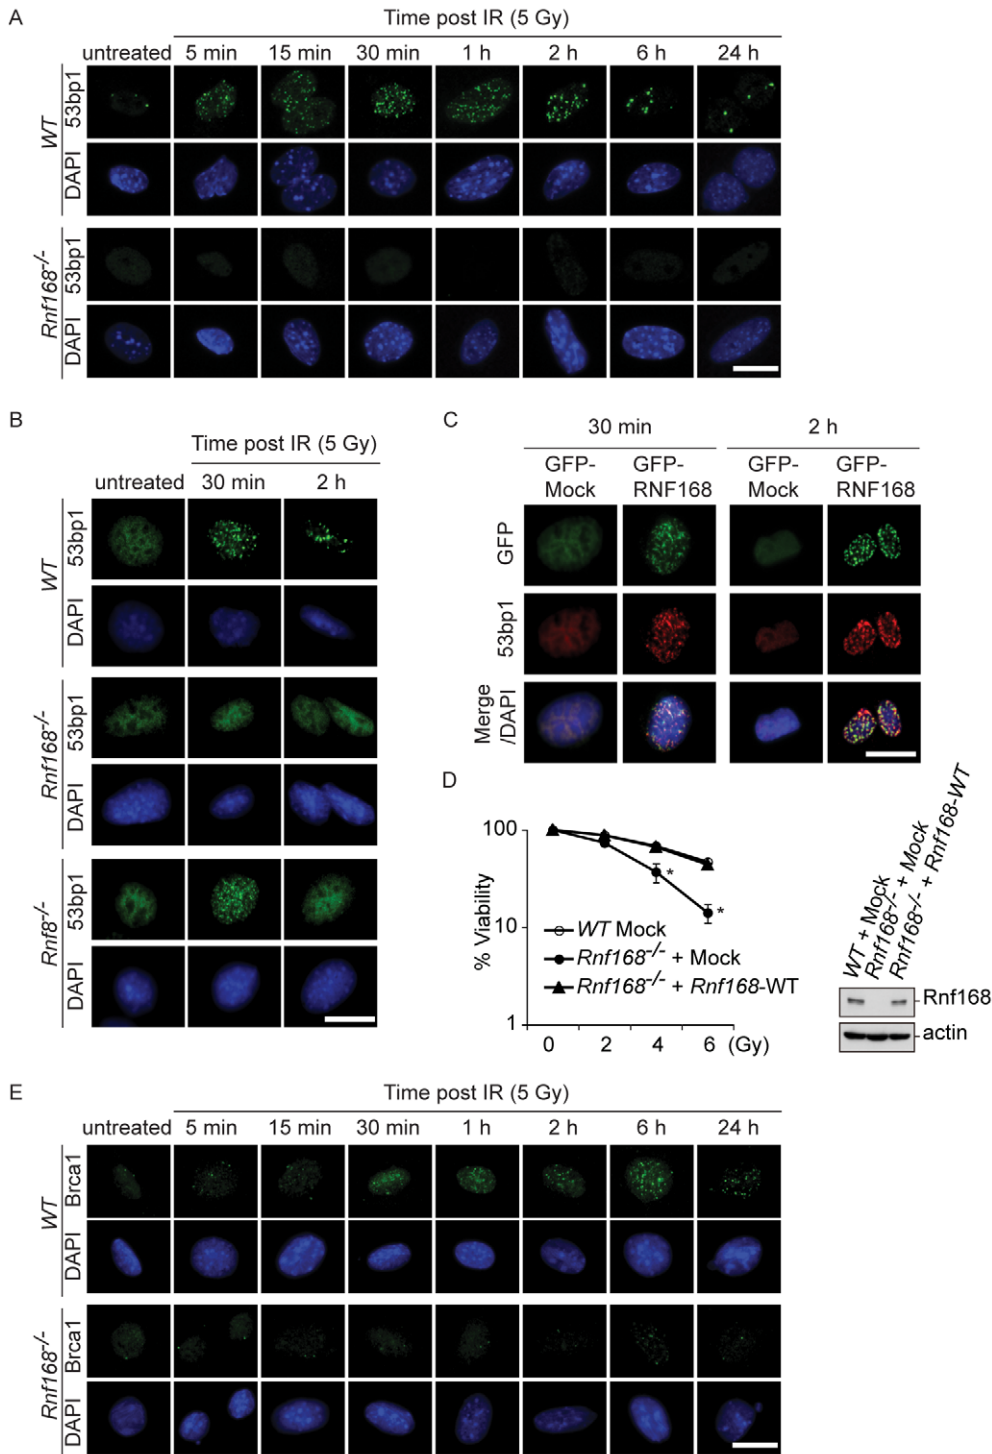 A
Time post IR (5 Gy)
untreated 5 min 15 min 30 min 1 h 2 h 6 h 24 h
WT
53bp1
DAPI
Rnf168-/-
53bp1
DAPI
B
Time post IR (5 Gy)
untreated 30 min 2 h
WT
53bp1
DAPI
Rnf168-/-
53bp1
DAPI
Rnf8-/-
53bp1
DAPI
C
30 min 2 h
GFP-Mock GFP-RNF168 GFP-Mock GFP-RNF168
GFP
53bp1
Merge
/DAPI
D
% Viability
100
10
1
0 2 4 6 (Gy)
*
*
WT Mock
Rnf168-/- + Mock
Rnf168-/- + Rnf168-WT
WT + Mock
Rnf168-/- + Mock
Rnf168-/- + Rnf168-WT
Rnf168
actin
E
Time post IR (5 Gy)
untreated 5 min 15 min 30 min 1 h 2 h 6 h 24 h
WT
Brca1
DAPI
Rnf168-/-
Brca1
DAPI